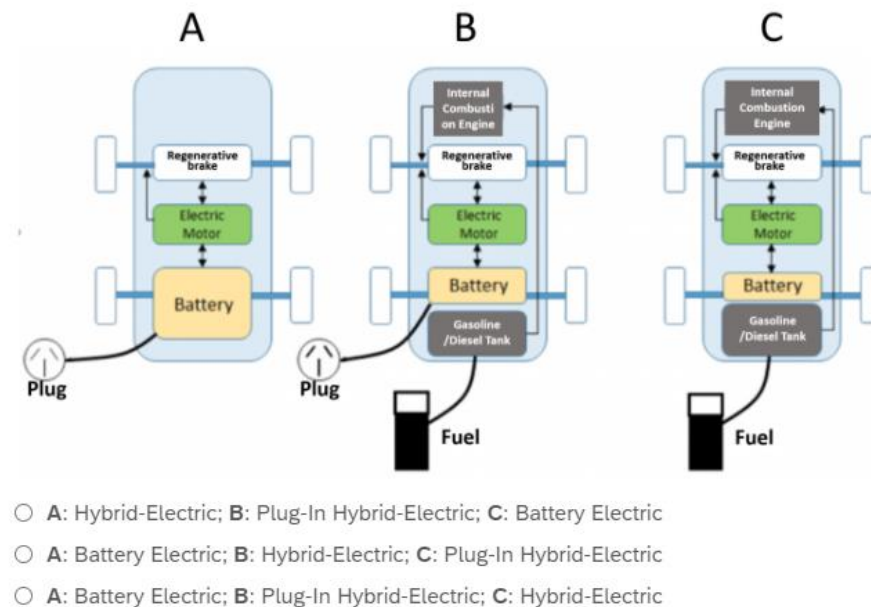 A
B
C
Internal
Combusti
on Engine
Internal
Combustion
Engine
Regenerative
brake
Regenerative
brake
Regenerative
brake
Electric
Motor
Electric
Motor
Electric
Motor
Battery
Battery
Battery
Gasoline
/Diesel Tank
Gasoline
/Diesel Tank
Plug
Plug
Fuel
Fuel
A: Hybrid-Electric; B: Plug-In Hybrid-Electric; C: Battery Electric
A: Battery Electric; B: Hybrid-Electric; C: Plug-In Hybrid-Electric
A: Battery Electric; B: Plug-In Hybrid-Electric; C: Hybrid-Electric